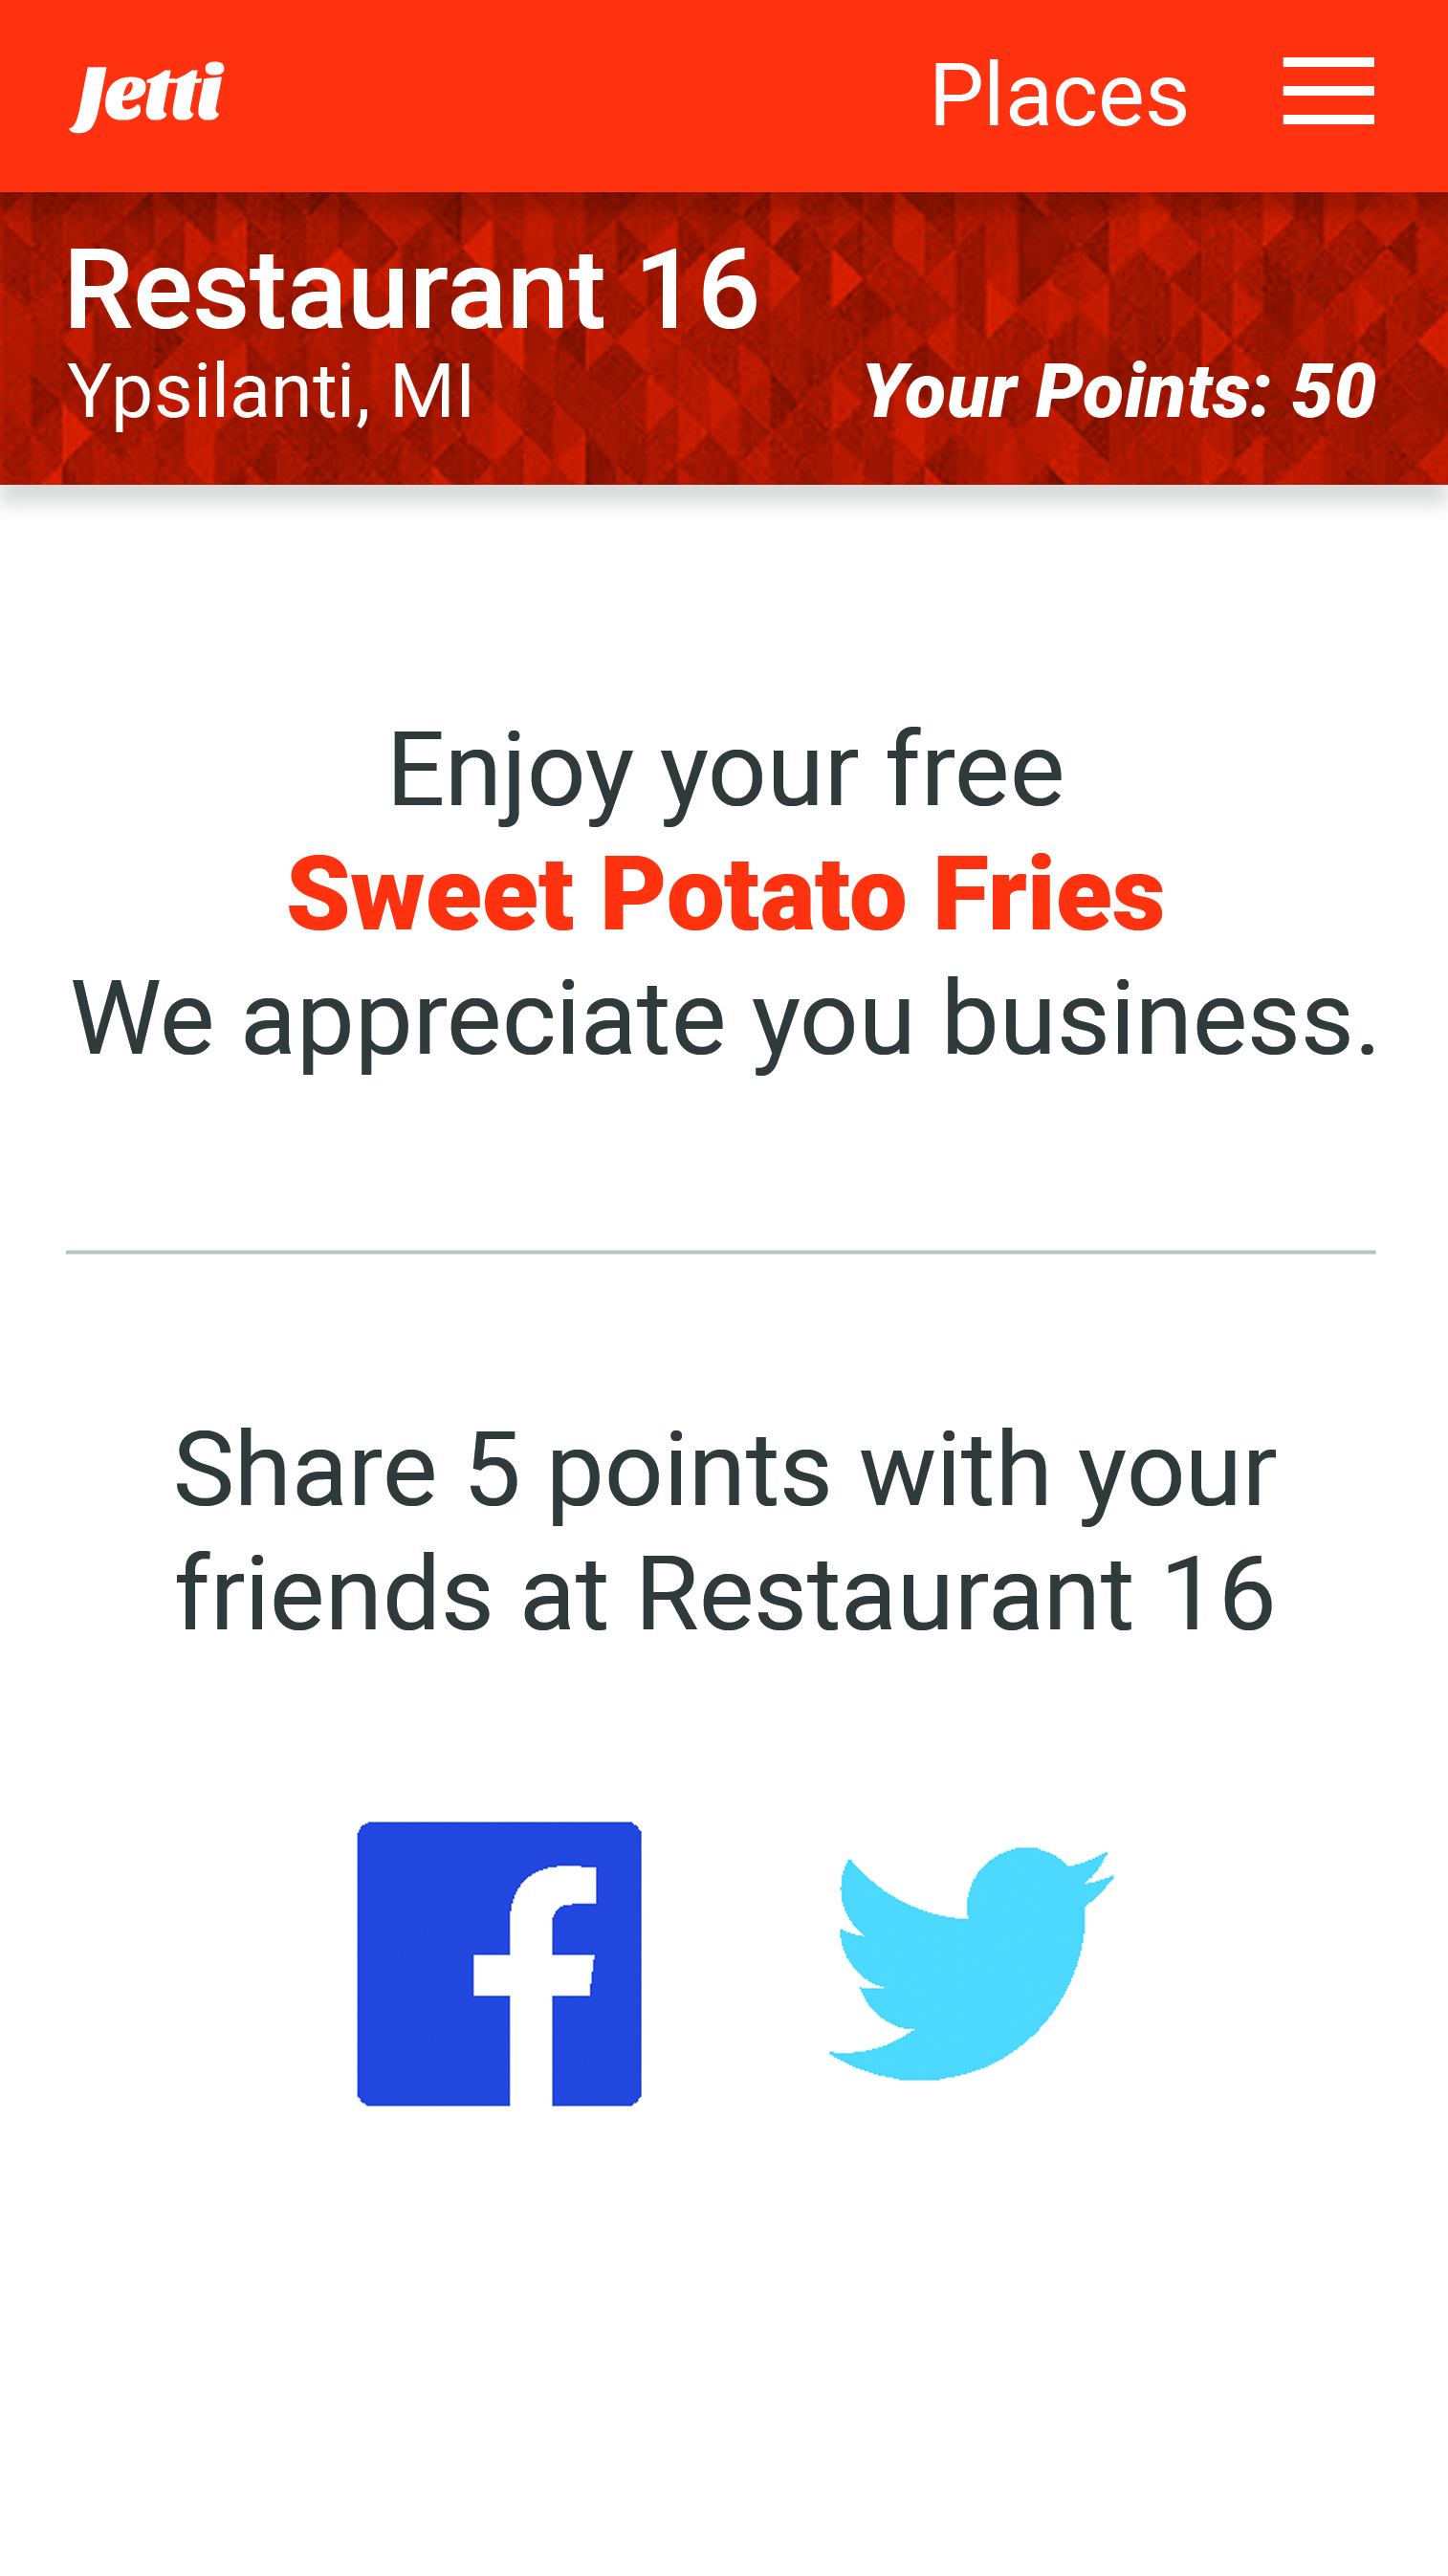 Jetti
Places
Restaurant 16
Ypsilanti, MI
Your Points: 50
Enjoy your free
Sweet Potato Fries
We appreciate you business.
Share 5 points with your
friends at Restaurant 16